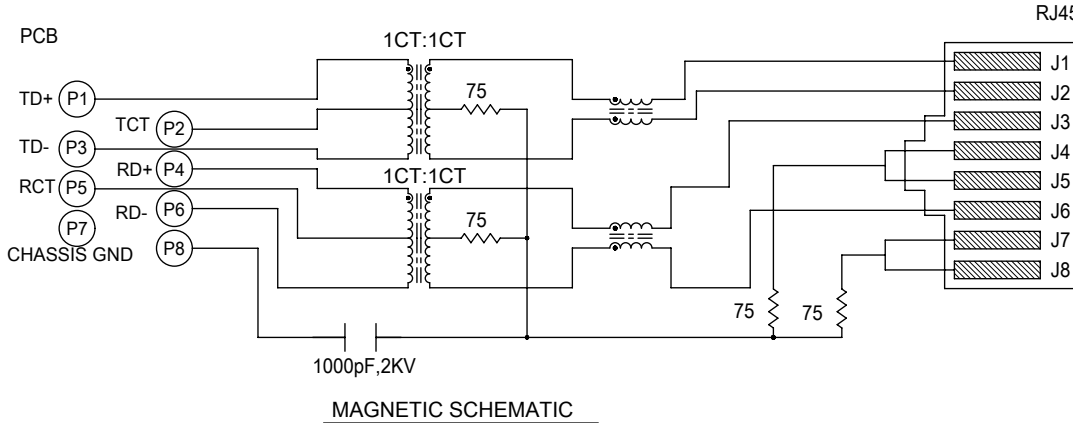 RJ45
PCB
1CT:1CT
J1
75
J2
TD+ P1
TCT P2
J3
TD- P3
J4
RD+ P4
1CT:1CT
RCT P5
J5
RD- P6
75
J6
P7
J7
CHASSIS GND P8
J8
75 75
1000pF,2KV
MAGNETIC SCHEMATIC